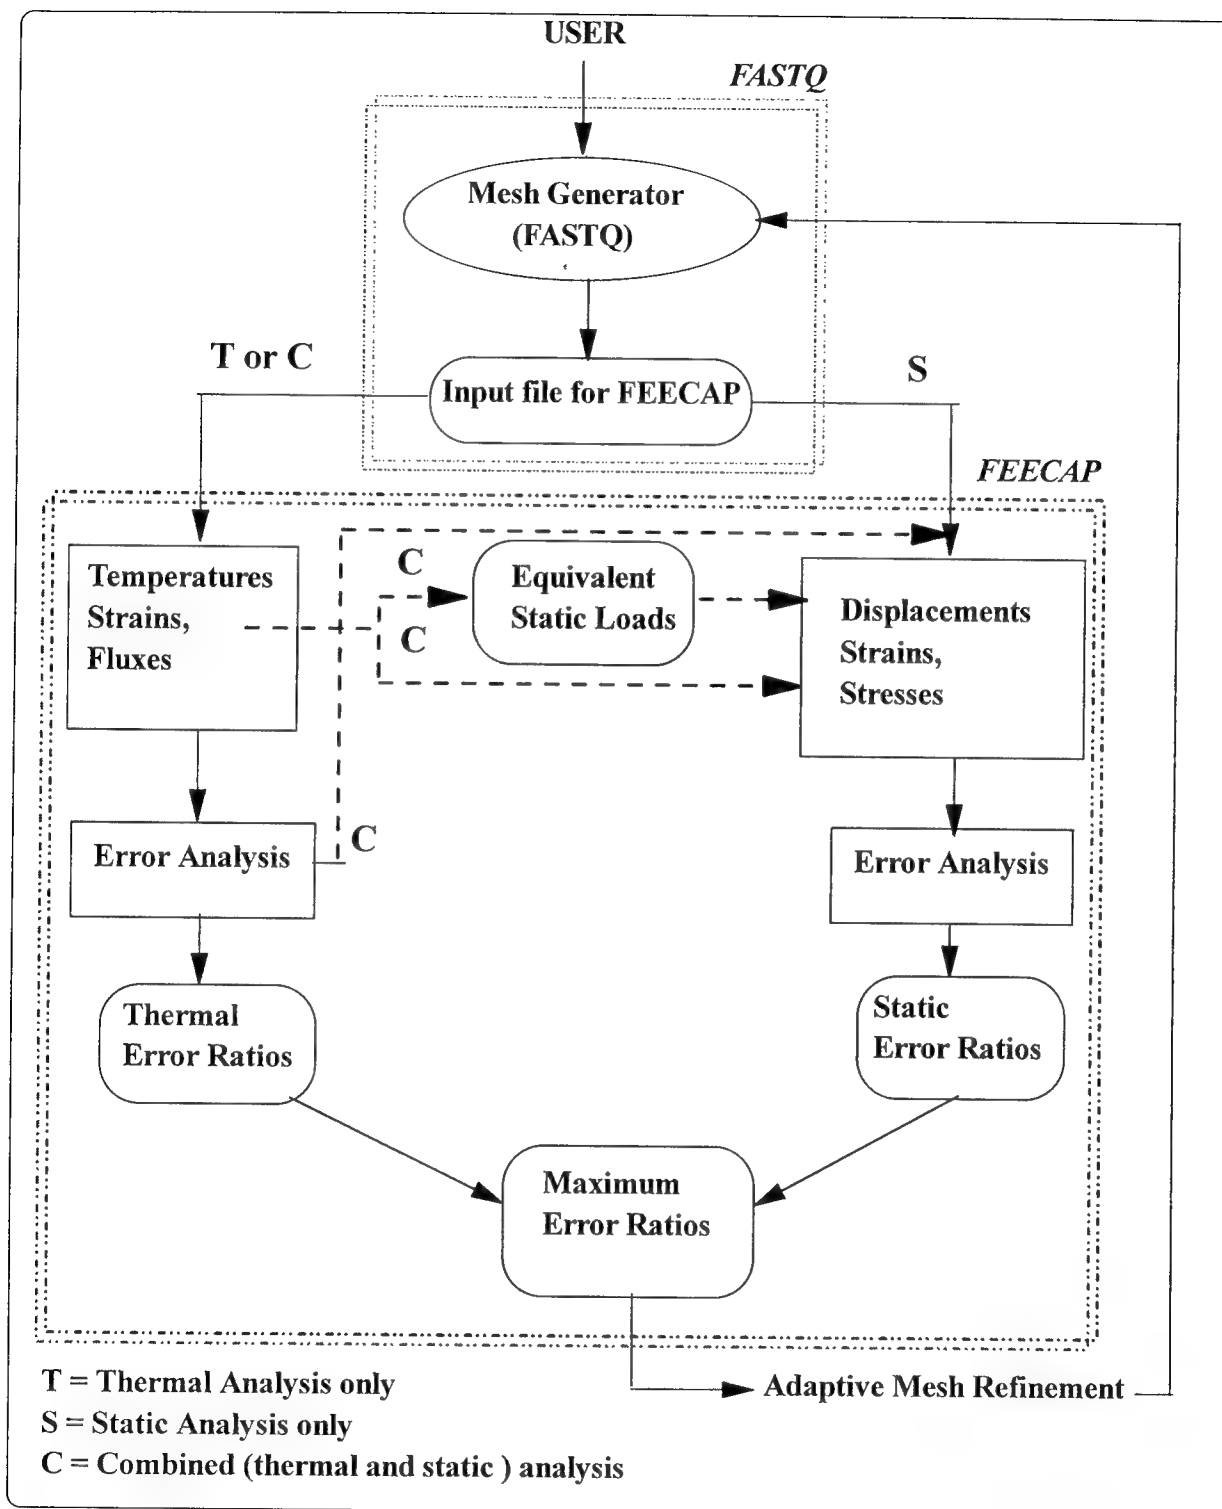 USER
FASTQ
Mesh Generator
(FASTQ)
T or C
S
Input file for FEECAP
FEECAP
Temperatures
Strains,
Fluxes
C
C
Equivalent
Static Loads
Displacements
Strains,
Stresses
Error Analysis
C
Error Analysis
Thermal
Error Ratios
Static
Error Ratios
Maximum
Error Ratios
Adaptive Mesh Refinement
T = Thermal Analysis only
S = Static Analysis only
C = Combined (thermal and static ) analysis